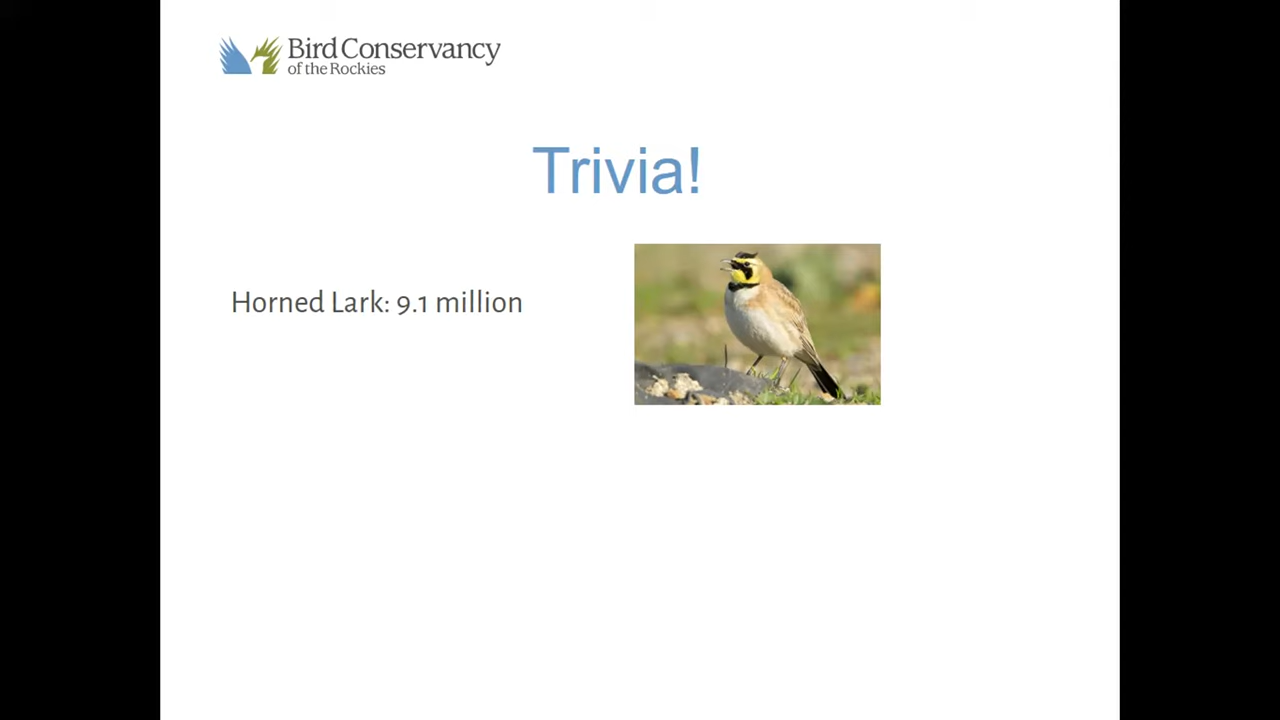 Bird Conservancy
of the Rockies
Trivia!
Horned Lark: 9.1 million